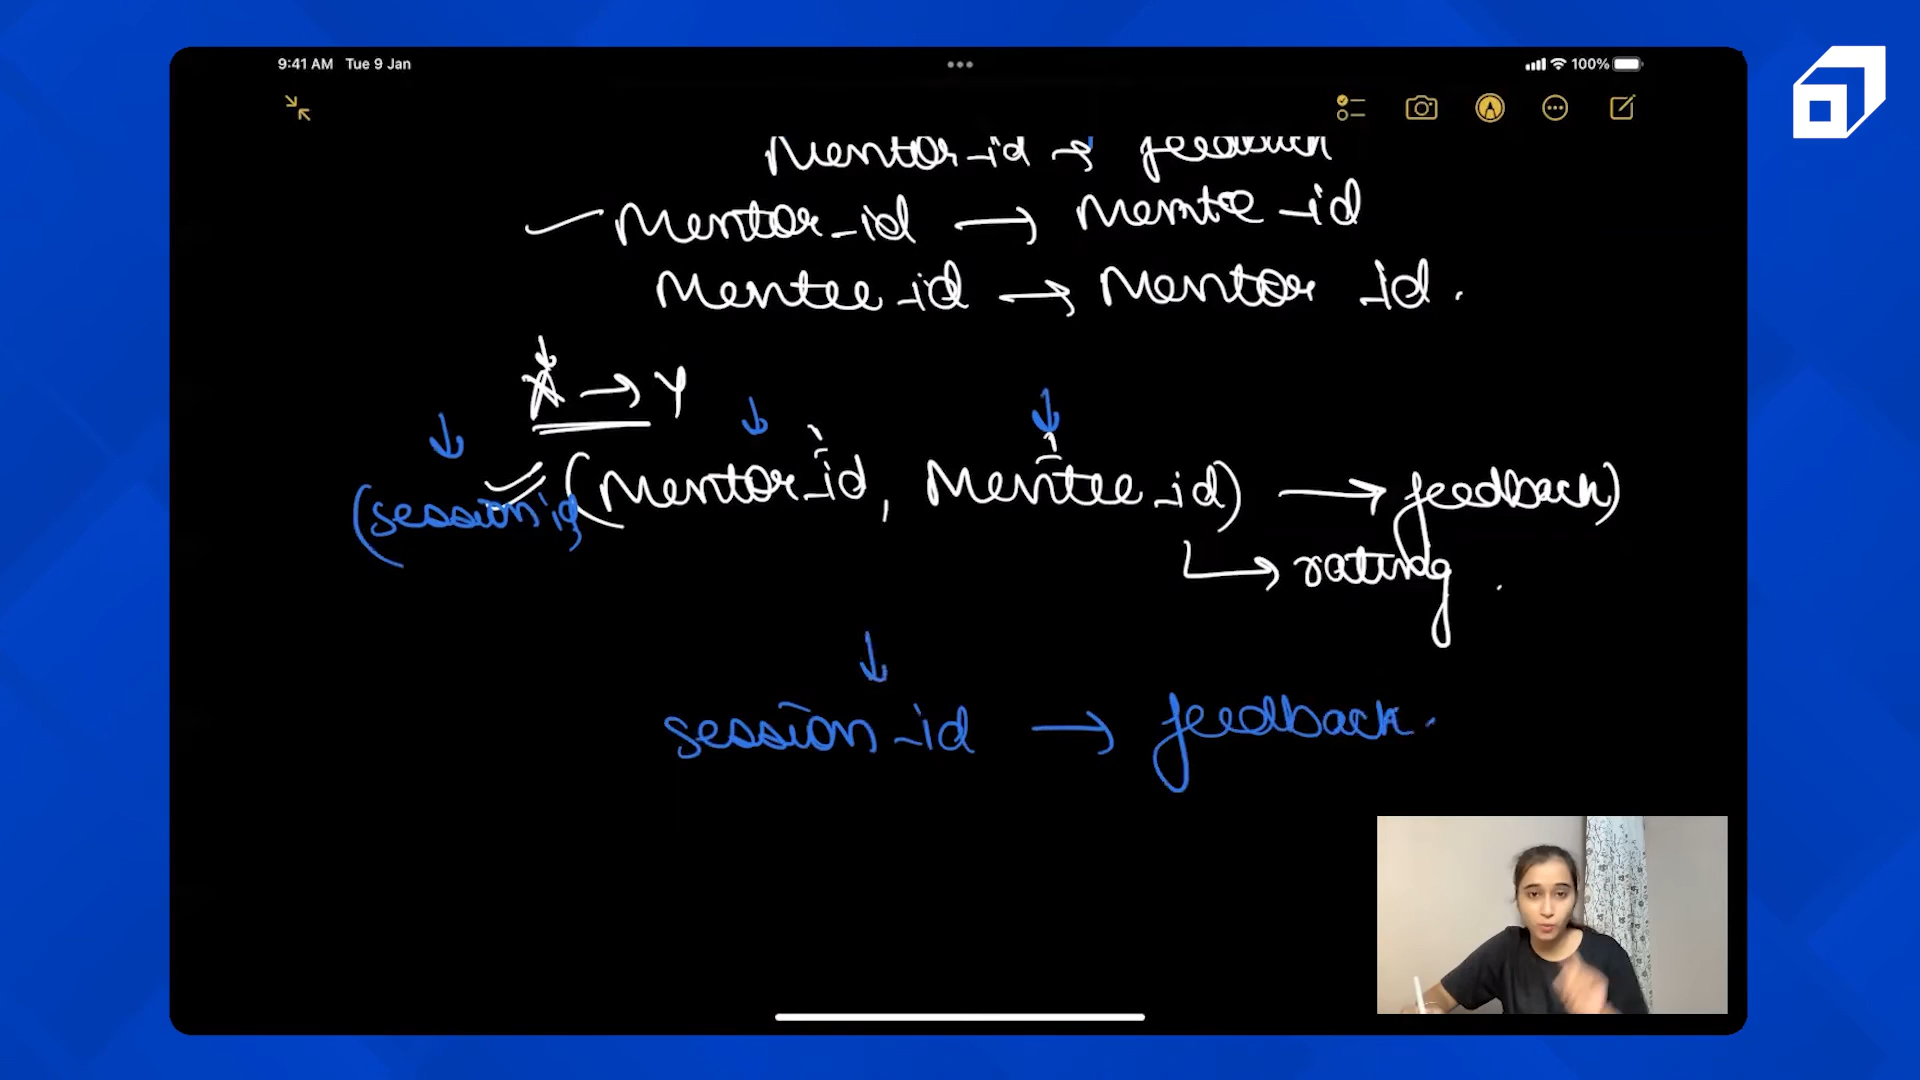 9:41 AM Tue 9 Jan 100%
Mentor_id → feedback
Mentor_id → Mentee_id
Mentee_id → Mentor_id.
X → Y
(session_id, (Mentor_id, Mentee_id) → feedback)
↳ rating.
session_id → feedback.